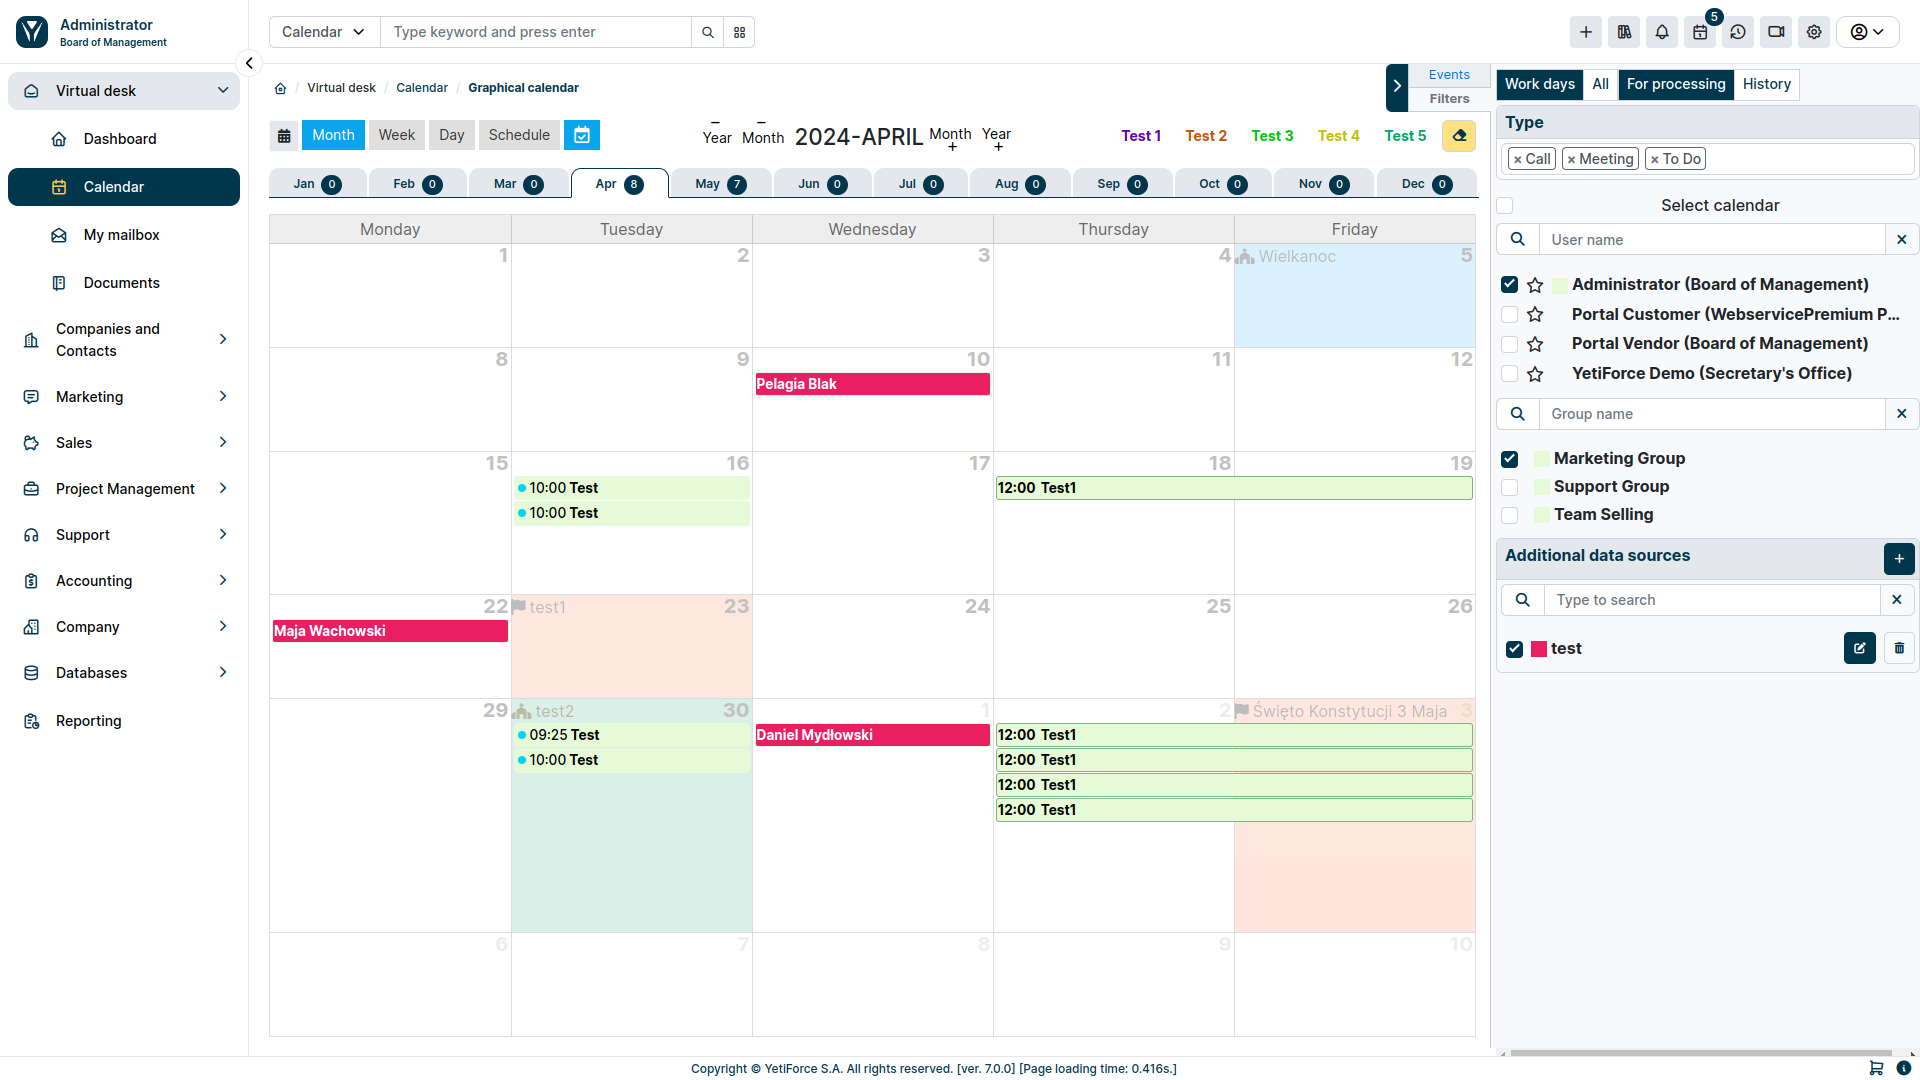 Administrator
Board of Management
Calendar
Type keyword and press enter
5
Virtual desk
Dashboard
Calendar
My mailbox
Documents
Companies and
Contacts
Marketing
Sales
Project Management
Support
Accounting
Company
Databases
Reporting
/ Virtual desk / Calendar / Graphical calendar
Month
Week
Day
Schedule
−
Year
−
Month
2024-APRIL
Month
+
Year
+
Test 1
Test 2
Test 3
Test 4
Test 5
Jan 0
Feb 0
Mar 0
Apr 8
May 7
Jun 0
Jul 0
Aug 0
Sep 0
Oct 0
Nov 0
Dec 0
Monday
Tuesday
Wednesday
Thursday
Friday
1
2
3
4
Wielkanoc 5
8
9
10
11
12
Pelagia Blak
15
16
17
18
19
10:00 Test
12:00 Test1
10:00 Test
22
test1 23
24
25
26
Maja Wachowski
29
test2 30
1
2
Święto Konstytucji 3 Maja 3
09:25 Test
Daniel Mydłowski
12:00 Test1
10:00 Test
12:00 Test1
12:00 Test1
12:00 Test1
6
7
8
9
10
Events
Filters
Work days
All
For processing
History
Type
× Call
× Meeting
× To Do
Select calendar
User name
Administrator (Board of Management)
Portal Customer (WebservicePremium P...
Portal Vendor (Board of Management)
YetiForce Demo (Secretary's Office)
Group name
Marketing Group
Support Group
Team Selling
Additional data sources
+
Type to search
test
Copyright © YetiForce S.A. All rights reserved. [ver. 7.0.0] [Page loading time: 0.416s.]